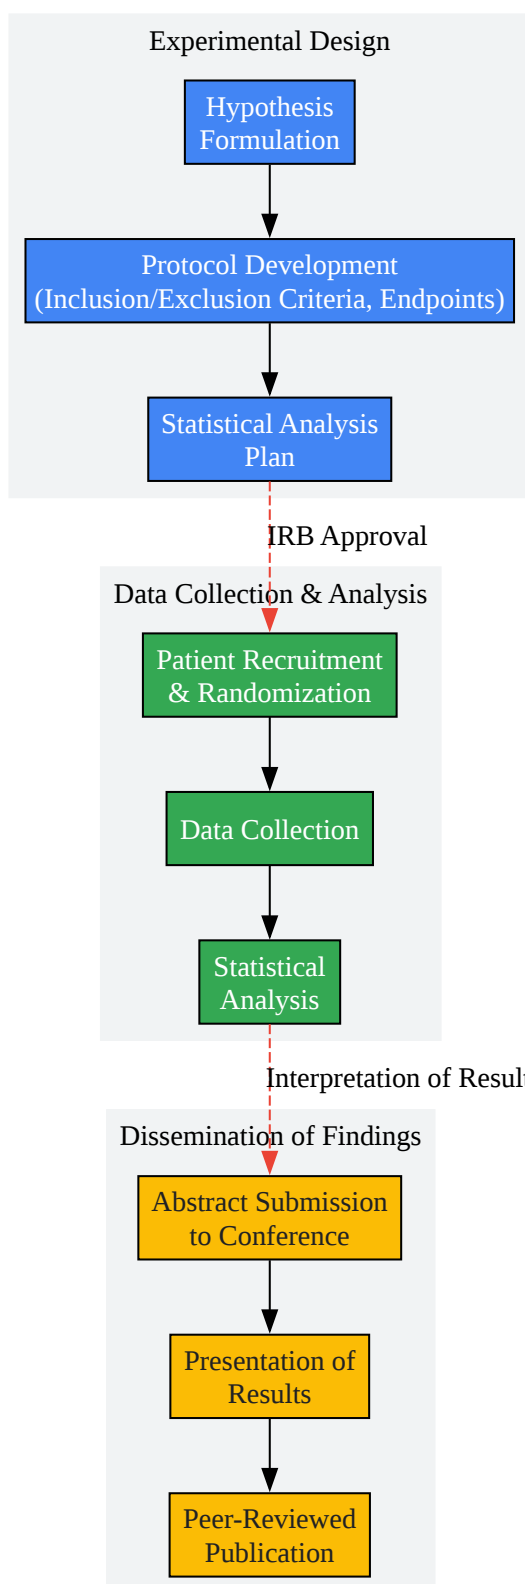 Experimental Design
Hypothesis
Formulation
Protocol Development
(Inclusion/Exclusion Criteria, Endpoints)
Statistical Analysis
Plan
IRB Approval
Data Collection & Analysis
Patient Recruitment
& Randomization
Data Collection
Statistical
Analysis
Interpretation of Result
Dissemination of Findings
Abstract Submission
to Conference
Presentation of
Results
Peer-Reviewed
Publication